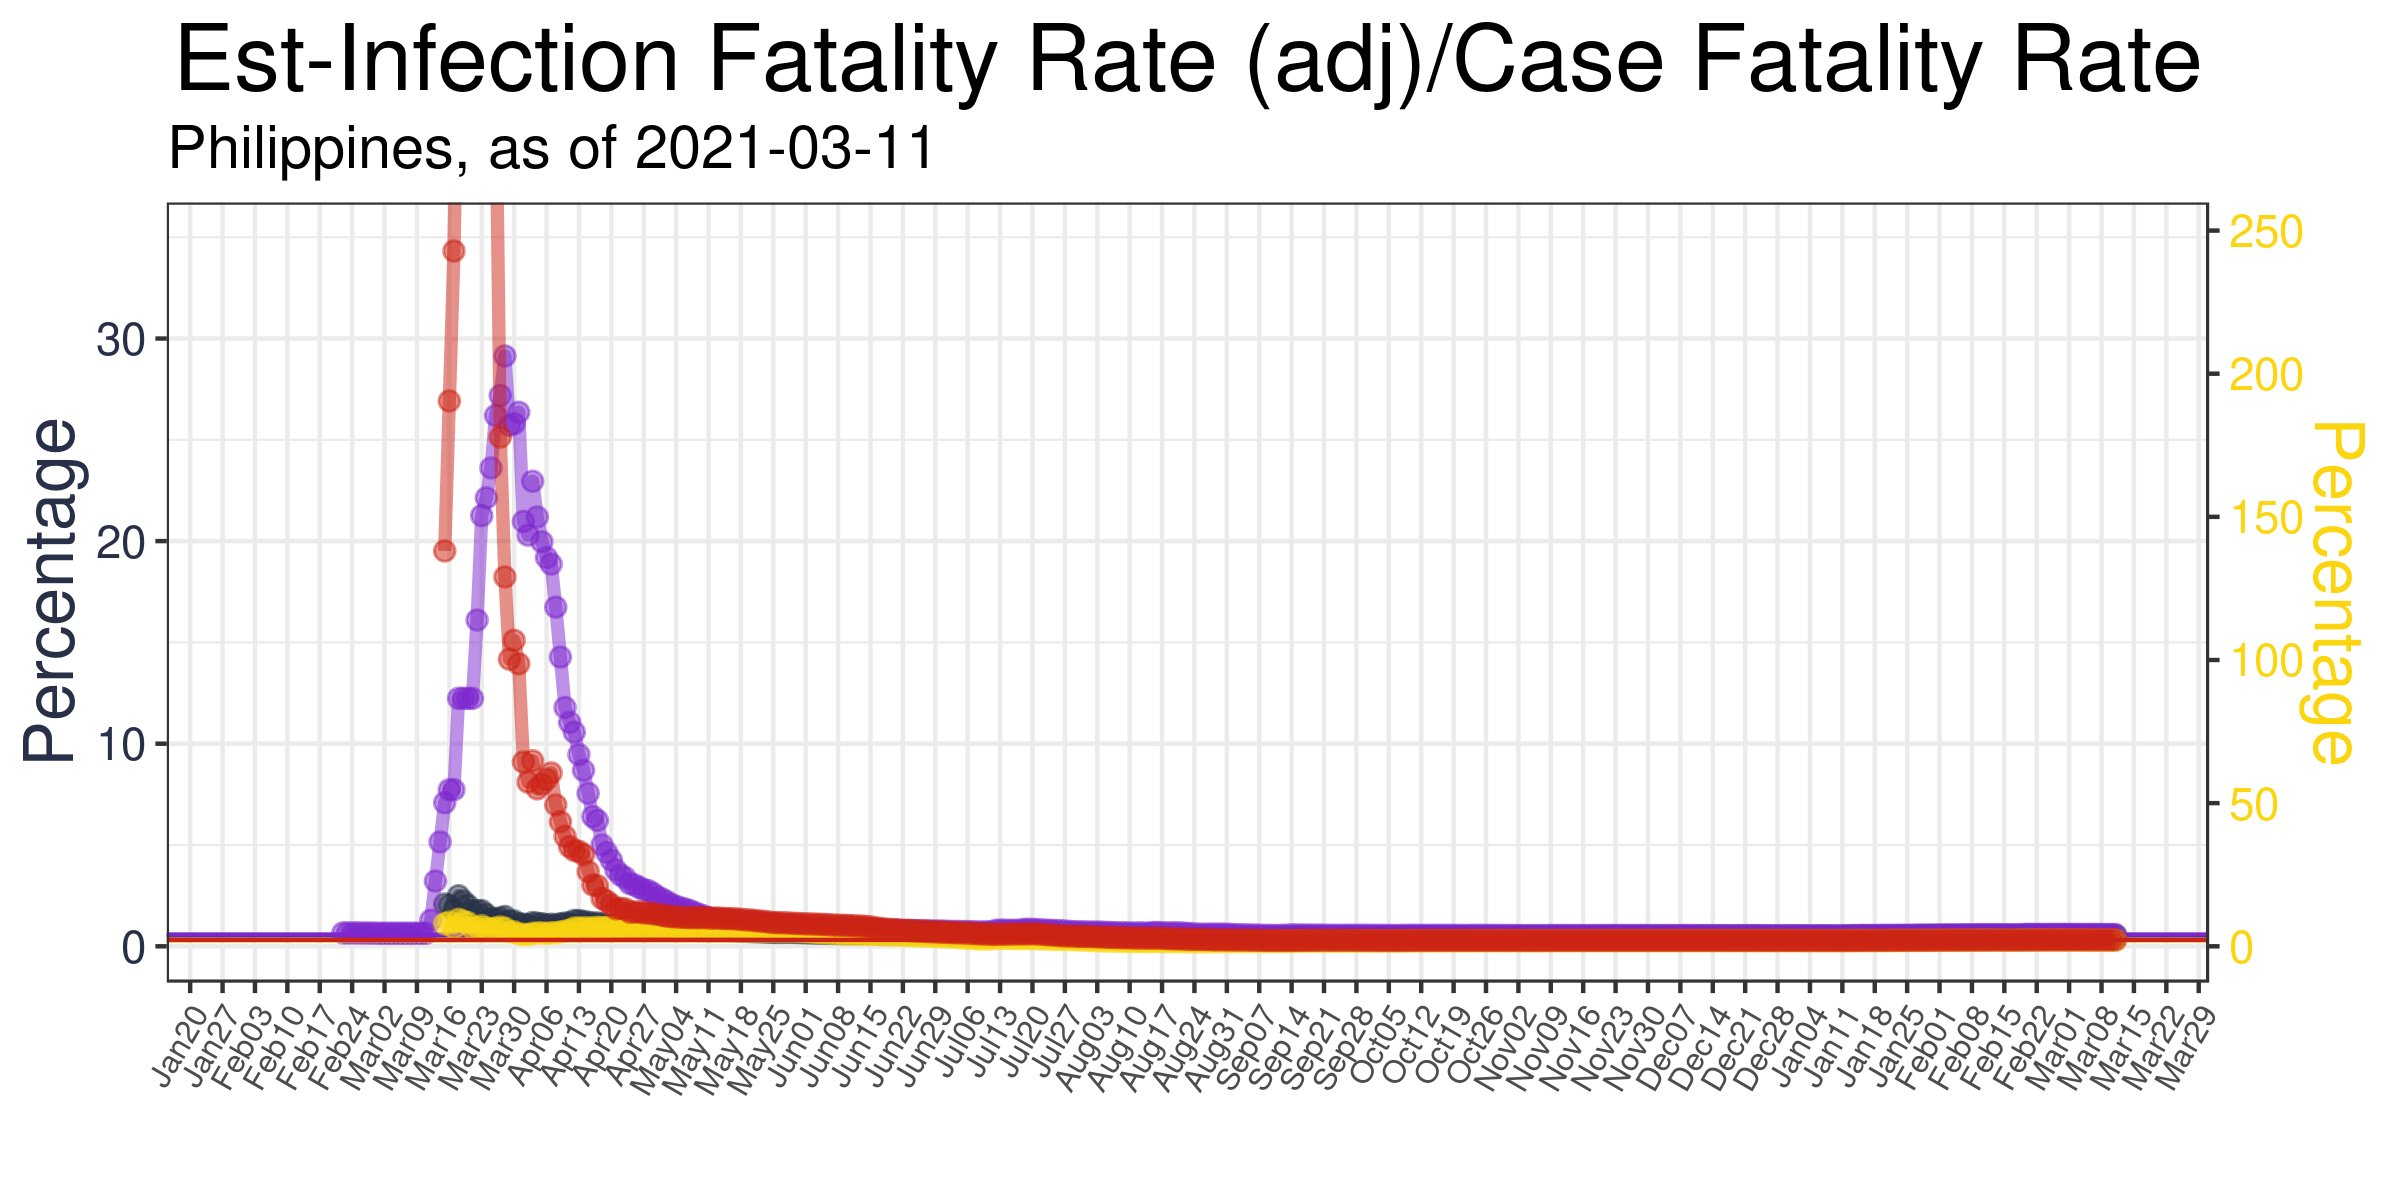 Est-Infection Fatality Rate (adj)/Case Fatality Rate
Philippines, as of 2021-03-11
Percentage
30
20
10
0
250
200
150
100
50
0
Percentage
Jan20
Jan27
Feb03
Feb10
Feb17
Feb24
Mar02
Mar09
Mar16
Mar23
Mar30
Apr06
Apr13
Apr20
Apr27
May04
May11
May18
May25
Jun01
Jun08
Jun15
Jun22
Jun29
Jul06
Jul13
Jul20
Jul27
Aug03
Aug10
Aug17
Aug24
Aug31
Sep07
Sep14
Sep21
Sep28
Oct05
Oct12
Oct19
Oct26
Nov02
Nov09
Nov16
Nov23
Nov30
Dec07
Dec14
Dec21
Dec28
Dec04
Jan11
Jan18
Jan25
Feb01
Feb08
Feb15
Feb22
Mar01
Mar08
Mar15
Mar22
Mar29